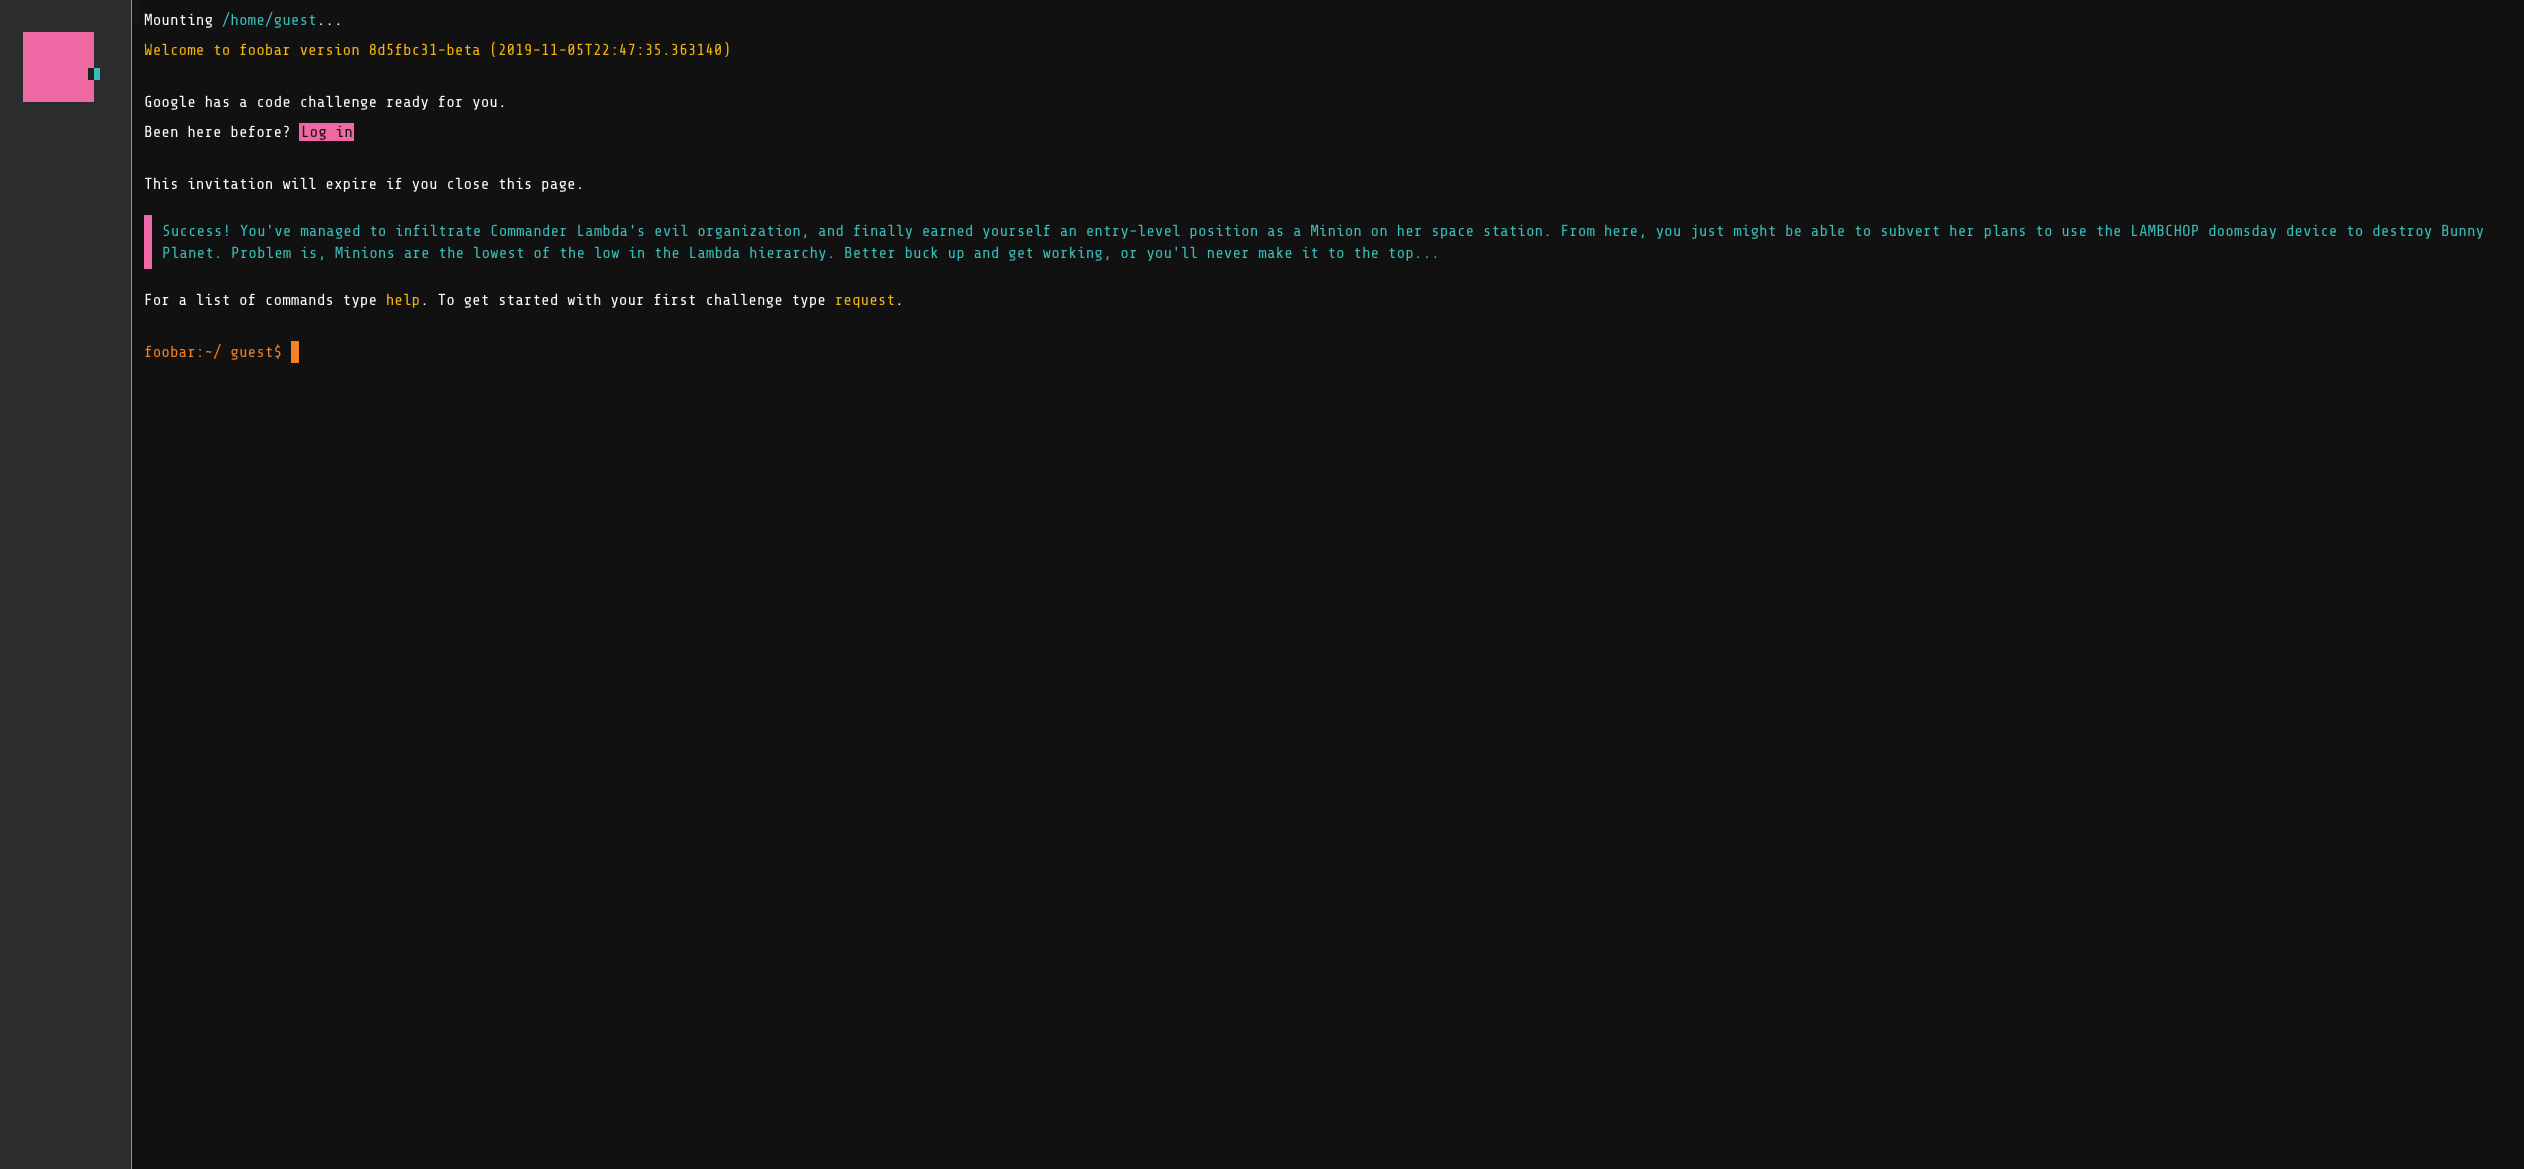 Mounting /home/guest...
Welcome to foobar version 8d5fbc31-beta (2019-11-05T22:47:35.363140)
Google has a code challenge ready for you.
Been here before? Log in
This invitation will expire if you close this page.
Success! You've managed to infiltrate Commander Lambda's evil organization, and finally earned yourself an entry-level position as a Minion on her space station. From here, you just might be able to subvert her plans to use the LAMBCHOP doomsday device to destroy Bunny
Planet. Problem is, Minions are the lowest of the low in the Lambda hierarchy. Better buck up and get working, or you'll never make it to the top...
For a list of commands type help. To get started with your first challenge type request.
foobar:~/ guest$